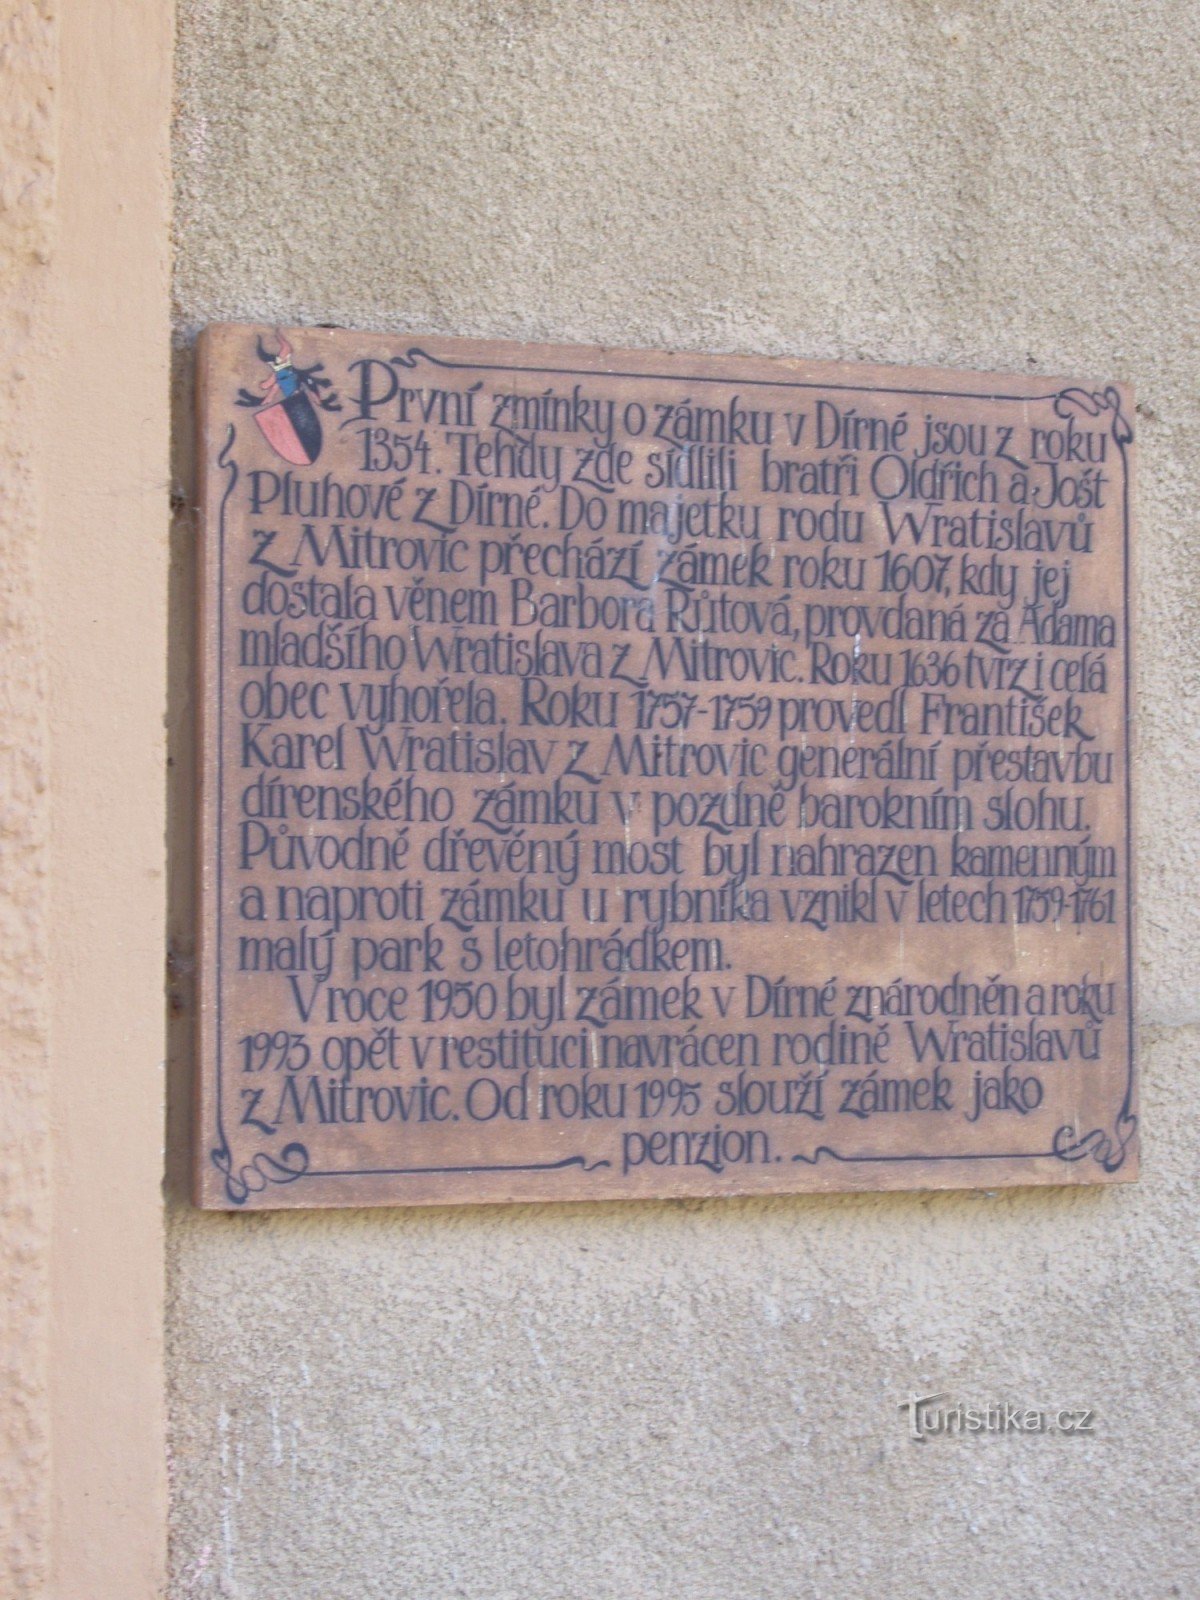 První zmínky o zámku v Dírné jsou z roku
1354. Tehdy zde sídlili bratři Oldřich a Jošt
Pluhové z Dírné. Do majetku rodu Wratislavů
z Mitrovic přechází zámek roku 1607, kdy jej
dostala věnem Barbora Růtová, provdaná za Adama
mladšího Wratislava z Mitrovic. Roku 1636 tvrz i celá
obec vyhořela. Roku 1757-1759 provedl František
Karel Wratislav z Mitrovic generální přestavbu
dírenského zámku v pozdně barokním slohu.
Původně dřevěný most byl nahrazen kamenným
a naproti zámku u rybníka vznikl v letech 1759-1761
malý park s letohrádkem.
V roce 1950 byl zámek v Dírné znárodněn a roku
1993 opět v restituci navrácen rodině Wratislavů
z Mitrovic. Od roku 1995 slouží zámek jako
penzion.
Turistika.cz